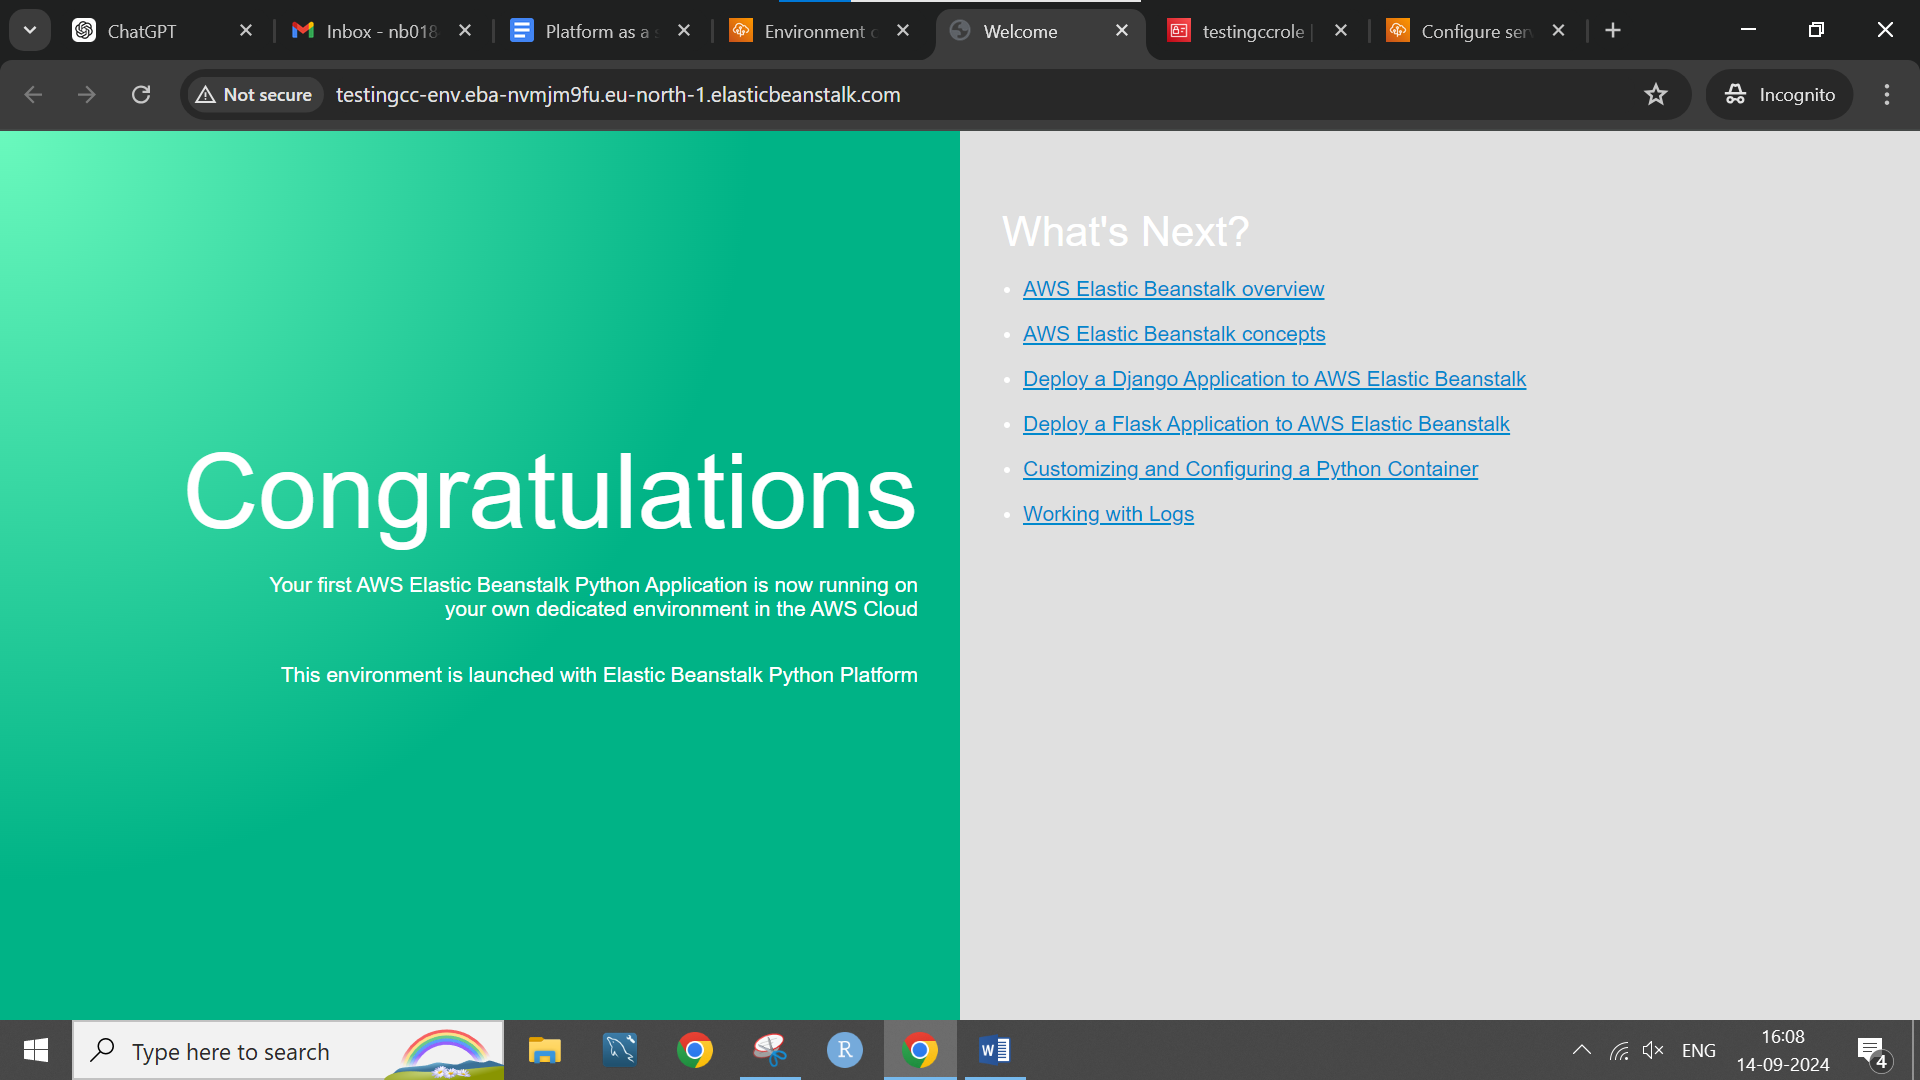 ChatGPT
Inbox - nb018
Platform as a s
Environment o
Welcome
testingccrole |
Configure serv
Not secure
testingcc-env.eba-nvmjm9fu.eu-north-1.elasticbeanstalk.com
Incognito
Congratulations
Your first AWS Elastic Beanstalk Python Application is now running on
your own dedicated environment in the AWS Cloud
This environment is launched with Elastic Beanstalk Python Platform
What's Next?
AWS Elastic Beanstalk overview
AWS Elastic Beanstalk concepts
Deploy a Django Application to AWS Elastic Beanstalk
Deploy a Flask Application to AWS Elastic Beanstalk
Customizing and Configuring a Python Container
Working with Logs
Type here to search
R
W
ENG
16:08
14-09-2024
4